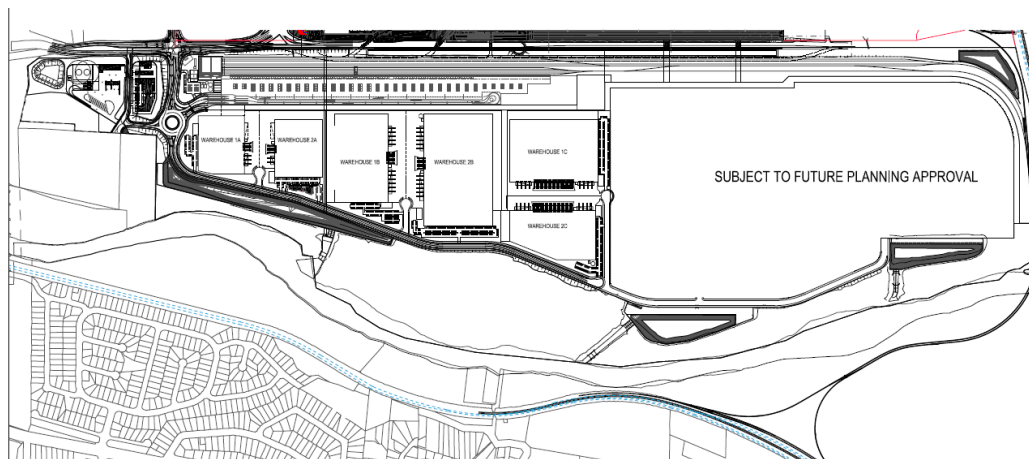 WAREHOUSE 1A
WAREHOUSE 2A
WAREHOUSE 1B
WAREHOUSE 2B
WAREHOUSE 1C
WAREHOUSE 2C
SUBJECT TO FUTURE PLANNING APPROVAL